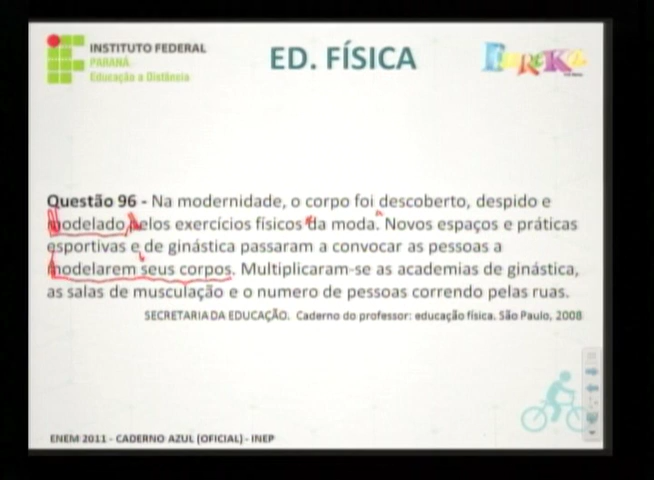 INSTITUTO FEDERAL
PARANÁ
Educação a Distância
ED. FÍSICA
EUREKA
Questão 96 - Na modernidade, o corpo foi descoberto, despido e
modelado pelos exercícios físicos da moda. Novos espaços e práticas
esportivas e de ginástica passaram a convocar as pessoas a
modelarem seus corpos. Multiplicaram-se as academias de ginástica,
as salas de musculação e o numero de pessoas correndo pelas ruas.
SECRETARIA DA EDUCAÇÃO. Caderno do professor: educação física. São Paulo, 2008
ENEM 2011 - CADERNO AZUL (OFICIAL) - INEP